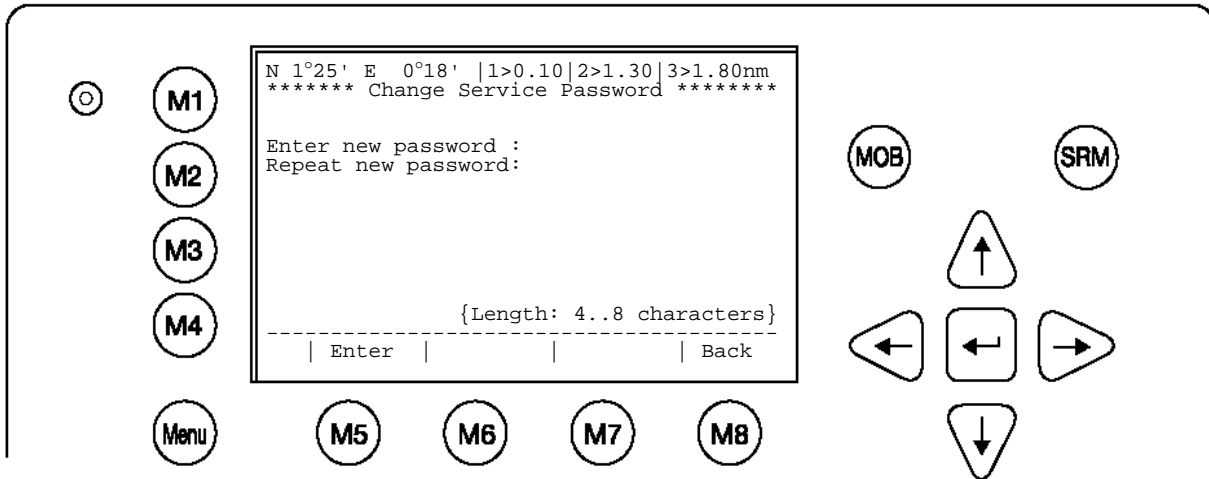 N 1°25' E 0°18' |1>0.10|2>1.30|3>1.80nm
******* Change Service Password ********
Enter new password :
Repeat new password:
{Length: 4..8 characters}
----------------------------------------
| Enter | | | Back
M1
M2
M3
M4
Menu
M5
M6
M7
M8
MOB
SRM